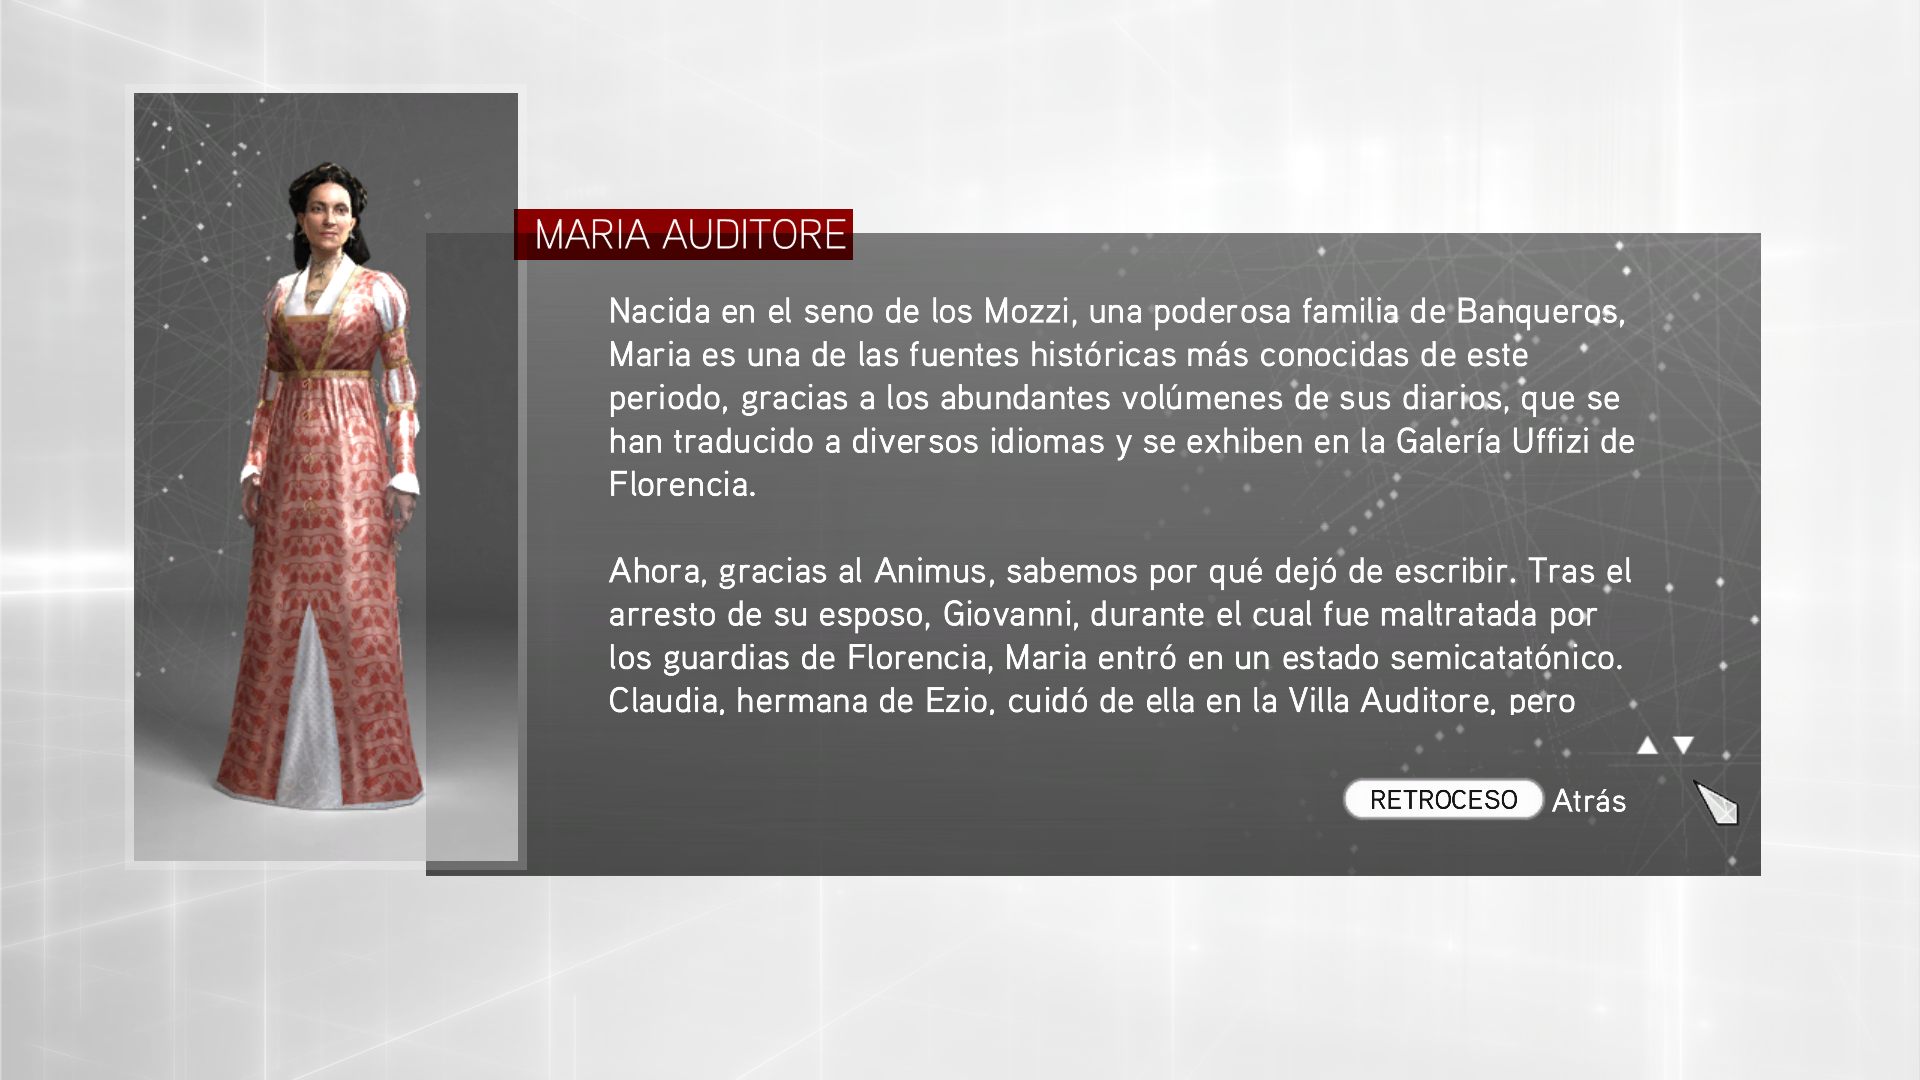 MARIA AUDITORE
Nacida en el seno de los Mozzi, una poderosa familia de Banqueros,
Maria es una de las fuentes históricas más conocidas de este
periodo, gracias a los abundantes volúmenes de sus diarios, que se
han traducido a diversos idiomas y se exhiben en la Galería Uffizi de
Florencia.
Ahora, gracias al Animus, sabemos por qué dejó de escribir. Tras el
arresto de su esposo, Giovanni, durante el cual fue maltratada por
los guardias de Florencia, Maria entró en un estado semicatatónico.
Claudia, hermana de Ezio, cuidó de ella en la Villa Auditore, pero
RETROCESO Atrás